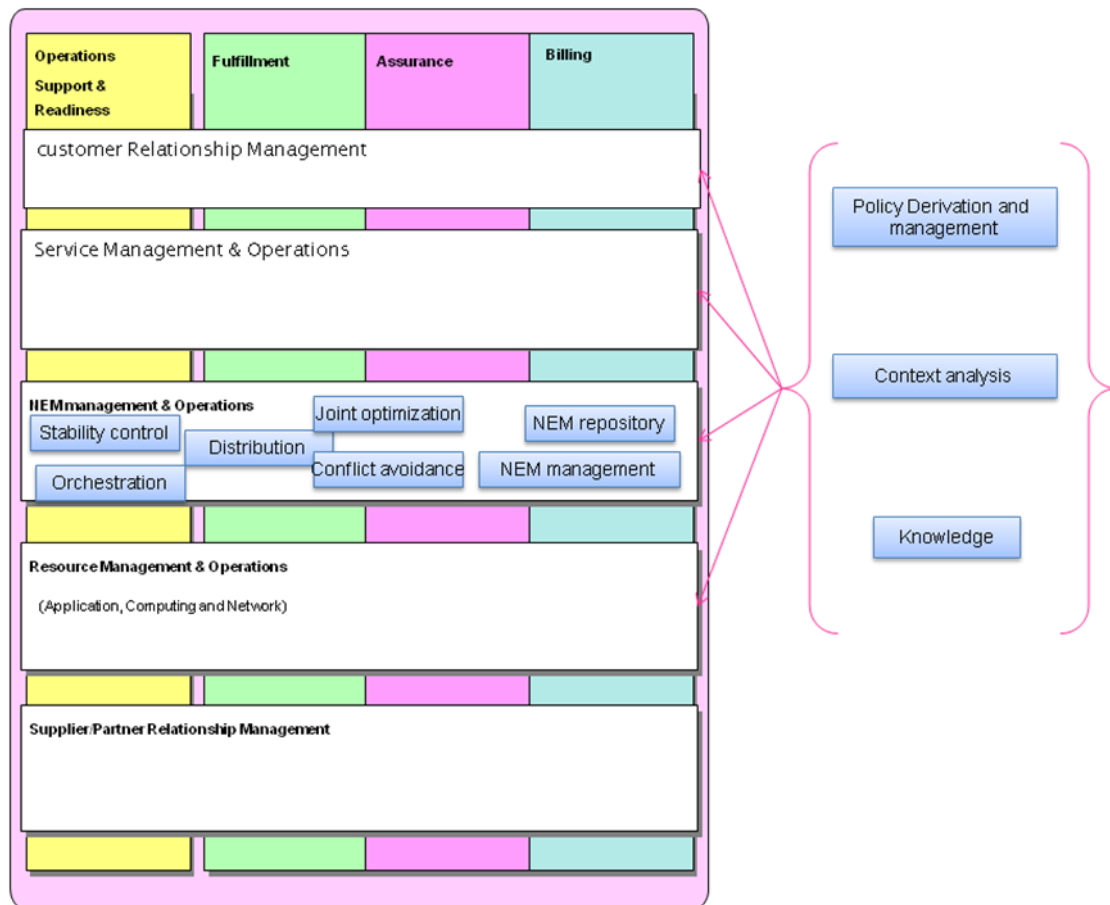 Operations
Support &
Readiness
Fulfillment
Assurance
Billing
customer Relationship Management
Service Management & Operations
NEM management & Operations
Stability control
Joint optimization
NEM repository
Distribution
Conflict avoidance
NEM management
Orchestration
Resource Management & Operations
(Application, Computing and Network)
Supplier/Partner Relationship Management
Policy Derivation and
management
Context analysis
Knowledge